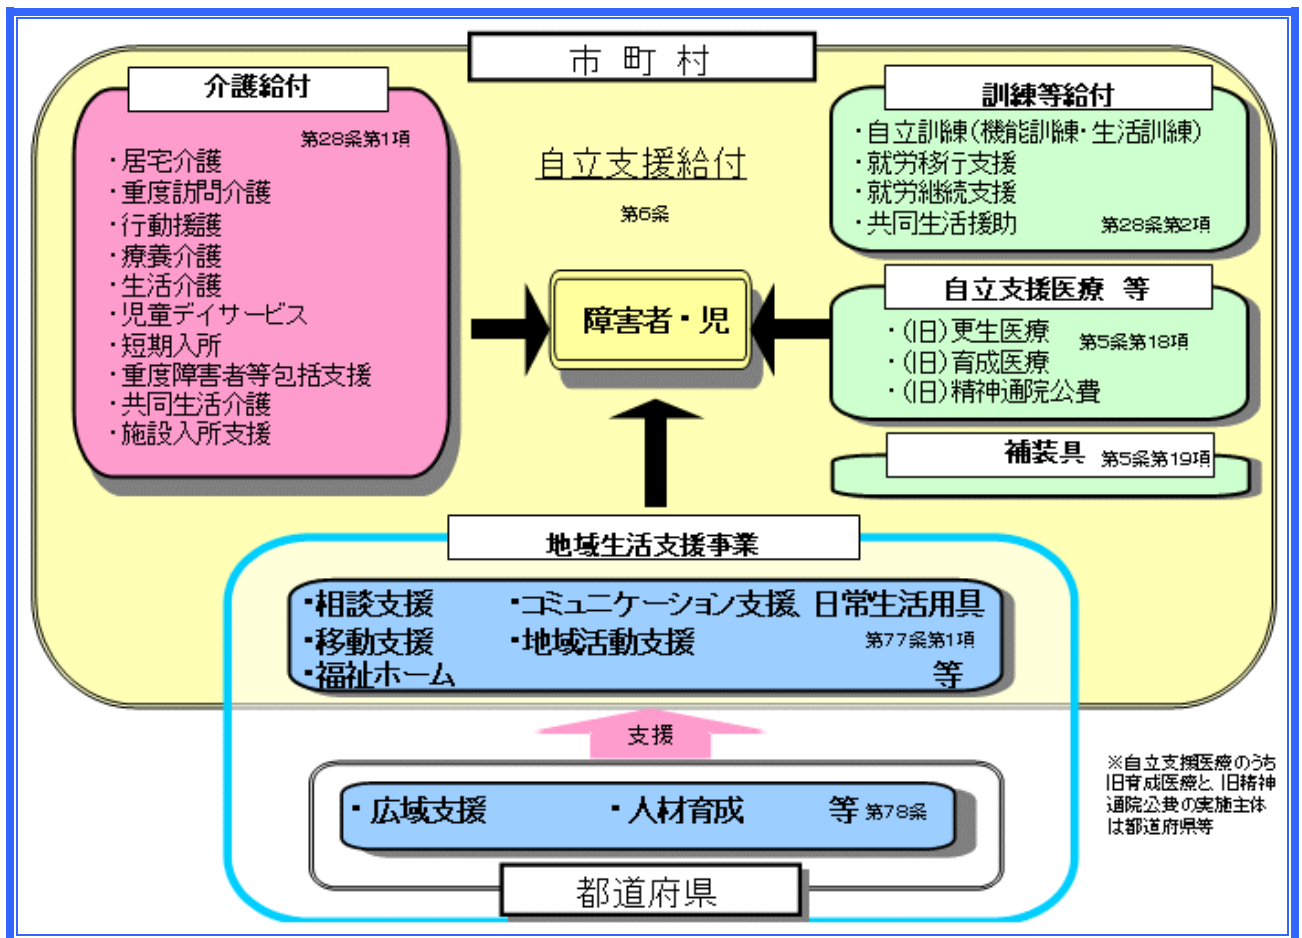 市町村
介護給付
第28条第1項
・居宅介護
・重度訪問介護
・行動援護
・療養介護
・生活介護
・児童デイサービス
・短期入所
・重度障害者等包括支援
・共同生活介護
・施設入所支援
自立支援給付
第6条
障害者・児
訓練等給付
・自立訓練(機能訓練・生活訓練)
・就労移行支援
・就労継続支援
・共同生活援助 第28条第2項
自立支援医療 等
・(旧)更生医療 第5条第18項
・(旧)育成医療
・(旧)精神通院公費
補装具 第5条第19項
地域生活支援事業
・相談支援 ・コミュニケーション支援、日常生活用具
・移動支援 ・地域活動支援 第77条第1項
・福祉ホーム 等
支援
・広域支援 ・人材育成 等 第78条
都道府県
※自立支援医療のうち
旧育成医療と、旧精神
通院公費の実施主体
は都道府県等